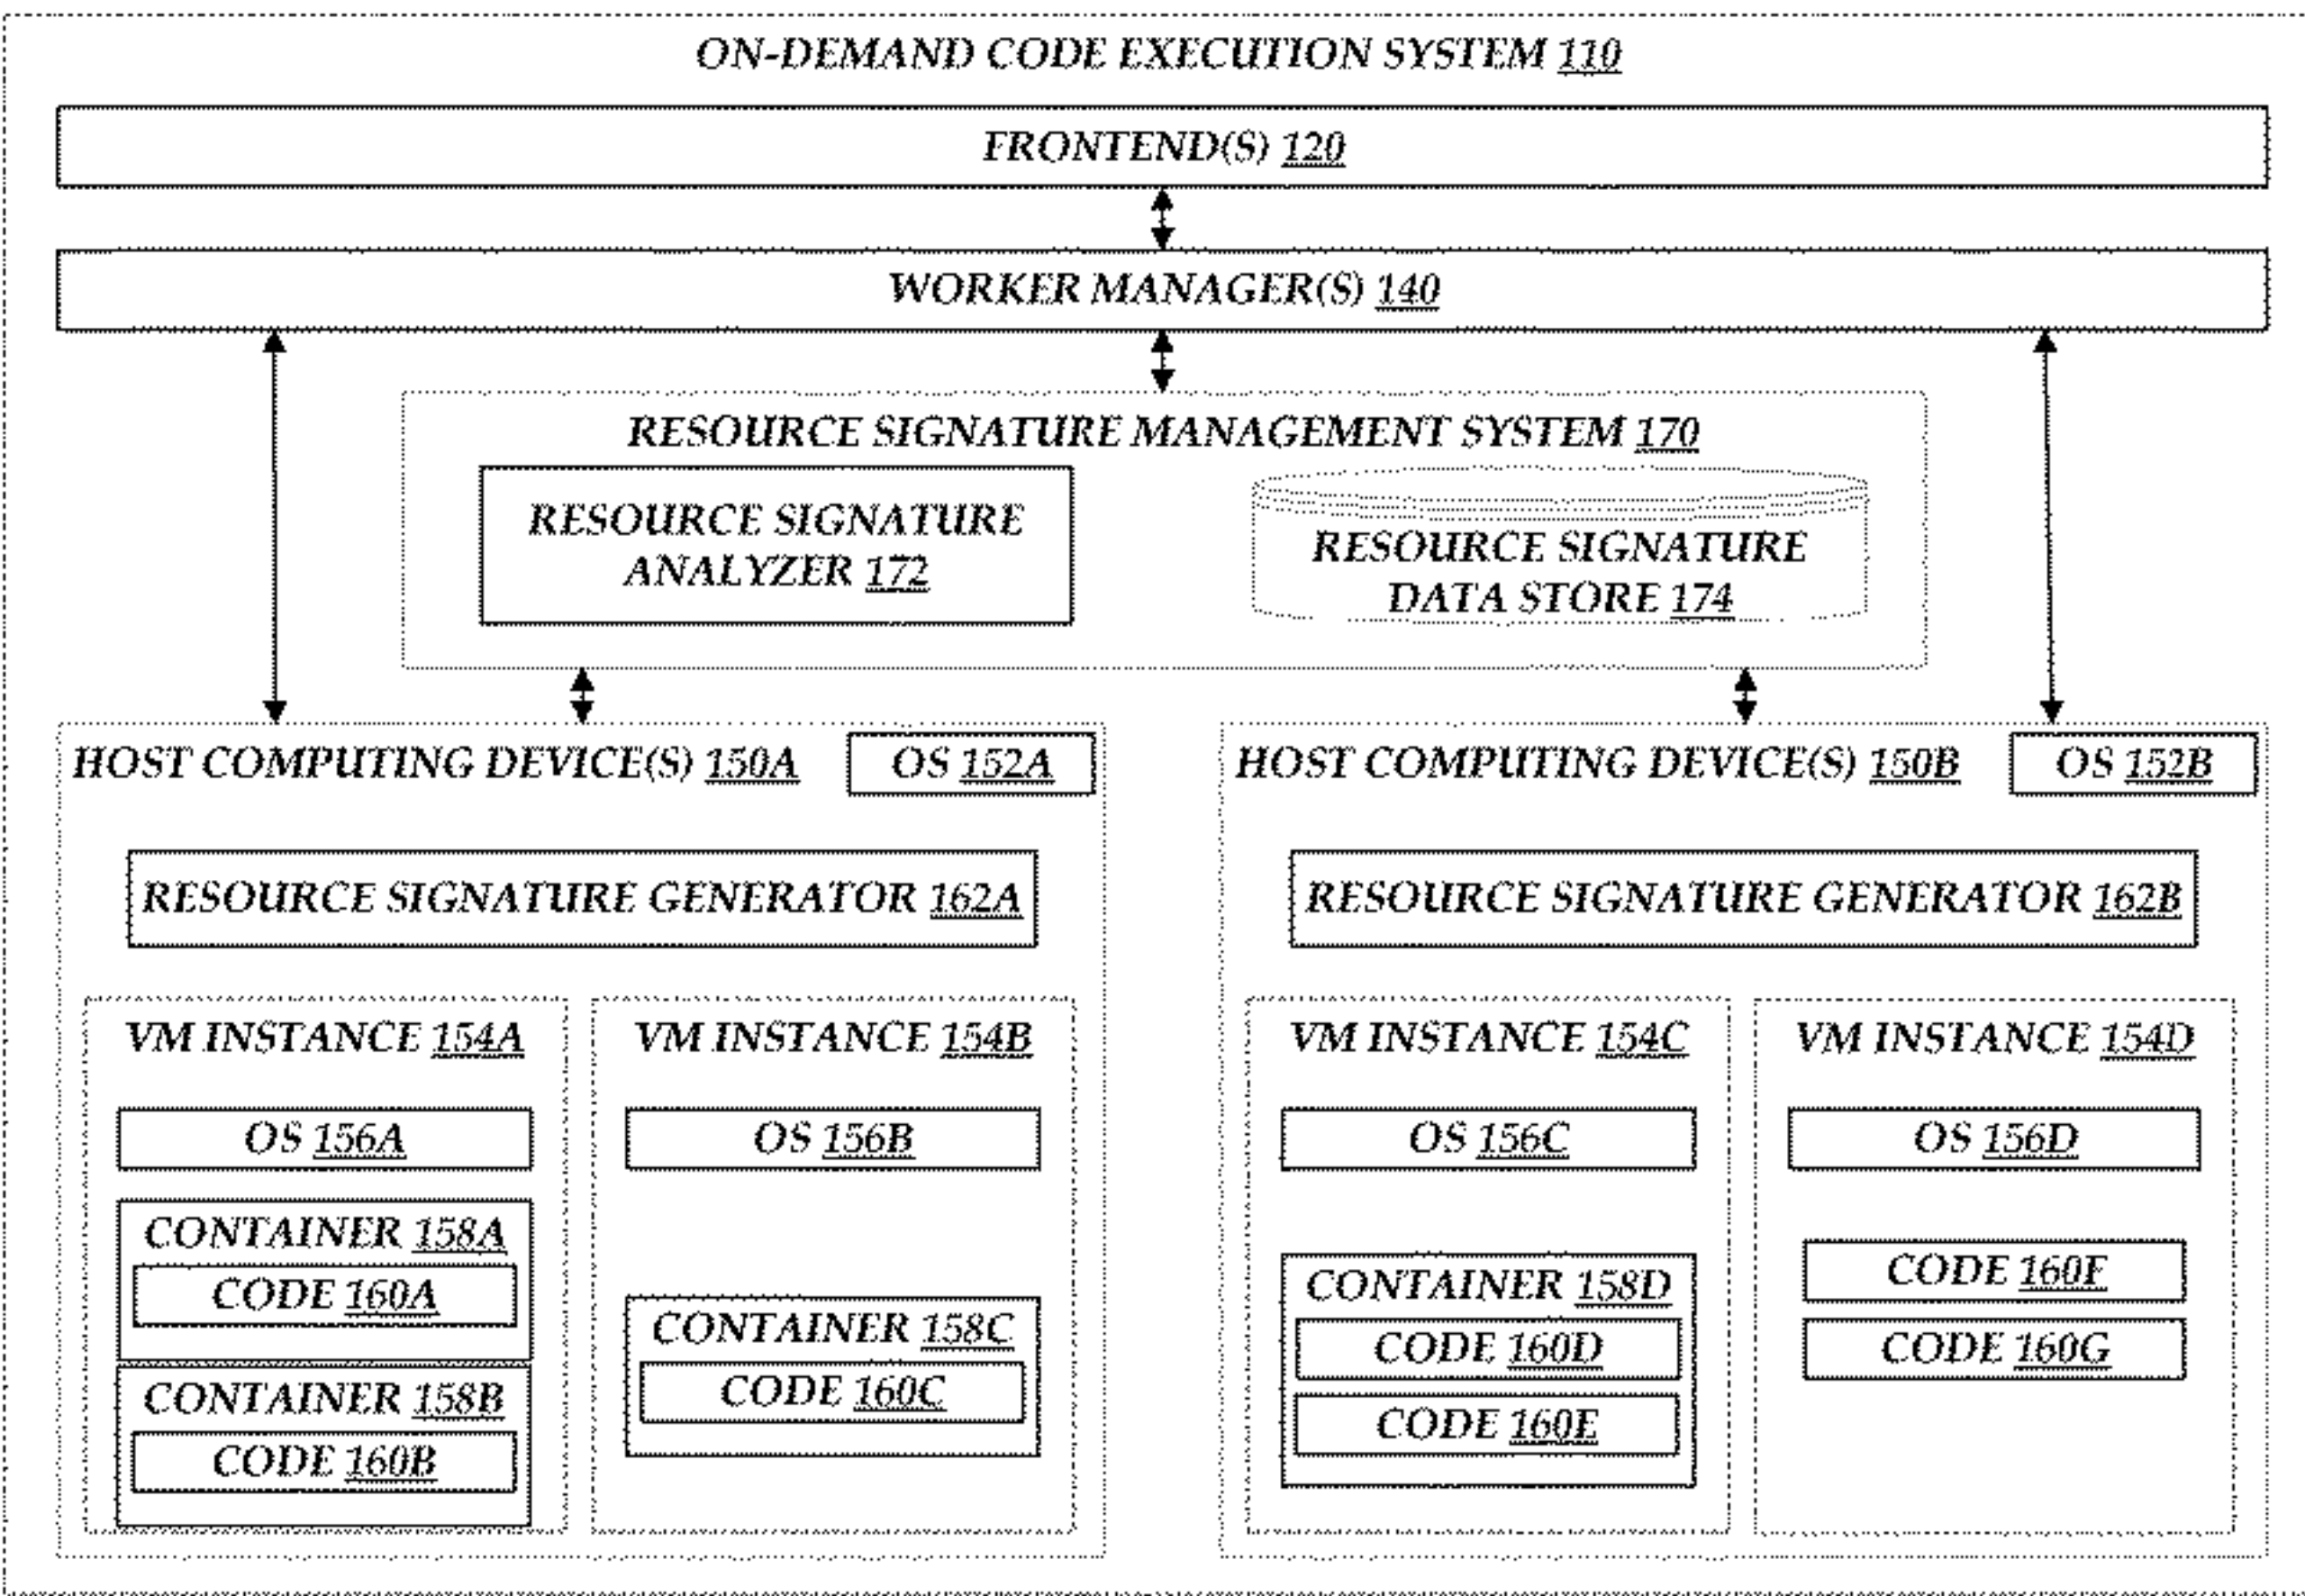 ON-DEMAND CODE EXECUTION SYSTEM 110
FRONTEND(S) 120
WORKER MANAGER(S) 140
RESOURCE SIGNATURE MANAGEMENT SYSTEM 170
RESOURCE SIGNATURE
ANALYZER 172
RESOURCE SIGNATURE
DATA STORE 174
HOST COMPUTING DEVICE(S) 150A
OS 152A
RESOURCE SIGNATURE GENERATOR 162A
VM INSTANCE 154A
OS 156A
CONTAINER 158A
CODE 160A
CONTAINER 158B
CODE 160B
VM INSTANCE 154B
OS 156B
CONTAINER 158C
CODE 160C
HOST COMPUTING DEVICE(S) 150B
OS 152B
RESOURCE SIGNATURE GENERATOR 162B
VM INSTANCE 154C
OS 156C
CONTAINER 158D
CODE 160D
CODE 160E
VM INSTANCE 154D
OS 156D
CODE 160F
CODE 160G